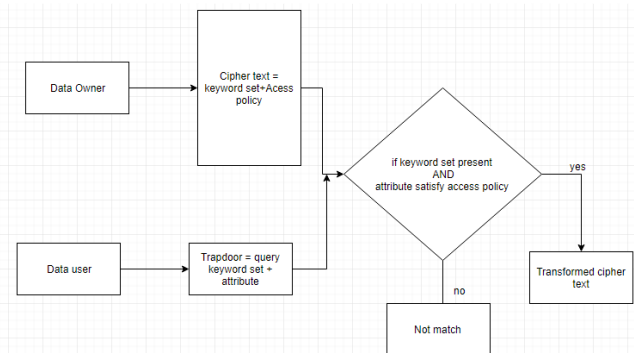 Data Owner
Cipher text =
keyword set+Acess
policy
if keyword set present
AND
attribute satisfy access policy
yes
Data user
Trapdoor = query
keyword set +
attribute
Transformed cipher
text
no
Not match